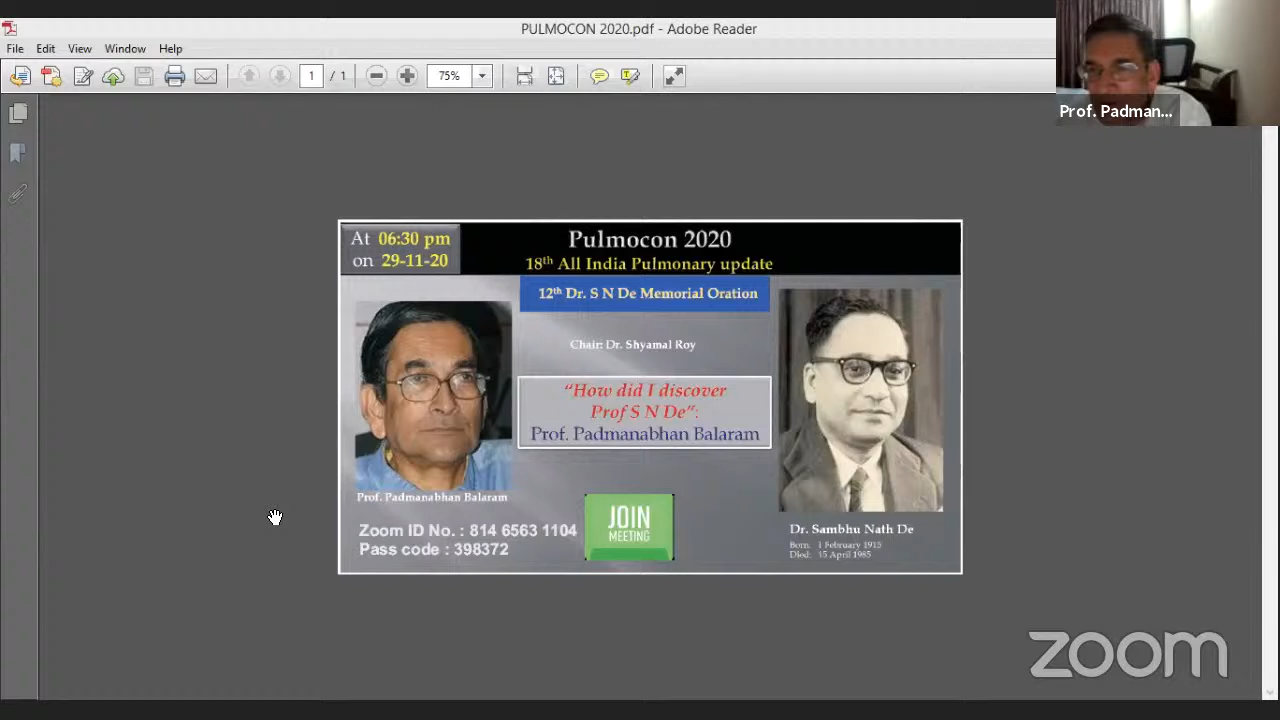 PULMOCON 2020.pdf - Adobe Reader
File Edit View Window Help
1 / 1 75%
Prof. Padman...
At 06:30 pm
on 29-11-20
Pulmocon 2020
18th All India Pulmonary update
12th Dr. S N De Memorial Oration
Chair: Dr. Shyamal Roy
“How did I discover
Prof S N De”:
Prof. Padmanabhan Balaram
Prof. Padmanabhan Balaram
Zoom ID No. : 814 6563 1104
Pass code : 398372
JOIN
MEETING
Dr. Sambhu Nath De
Born: 1 February 1915
Died: 15 April 1985
zoom